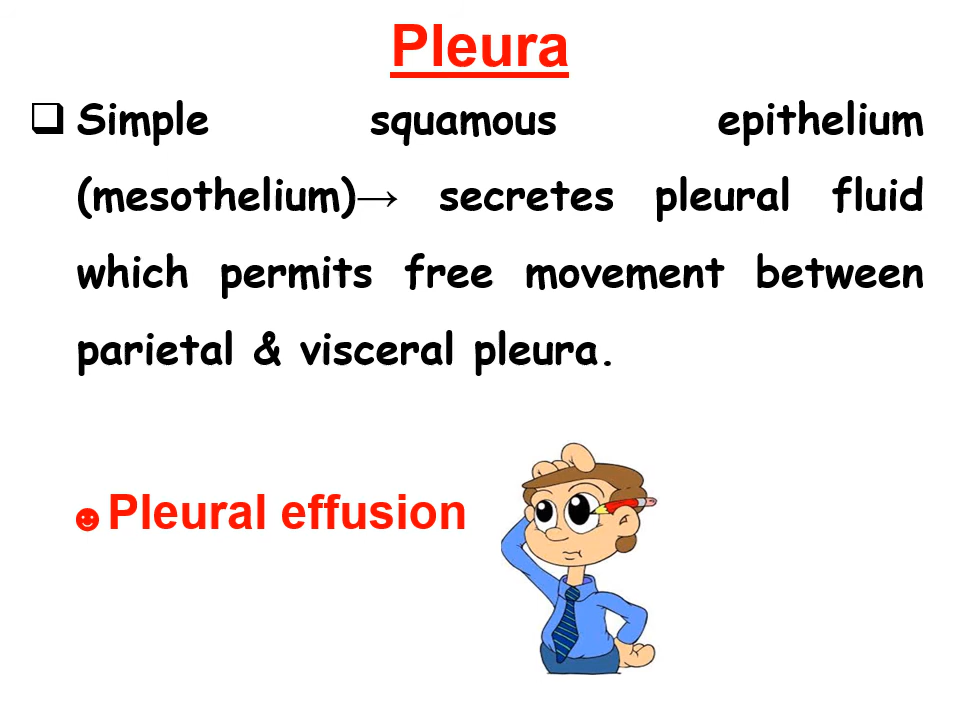 Pleura
❑ Simple squamous epithelium
(mesothelium)→ secretes pleural fluid
which permits free movement between
parietal & visceral pleura.
☻Pleural effusion